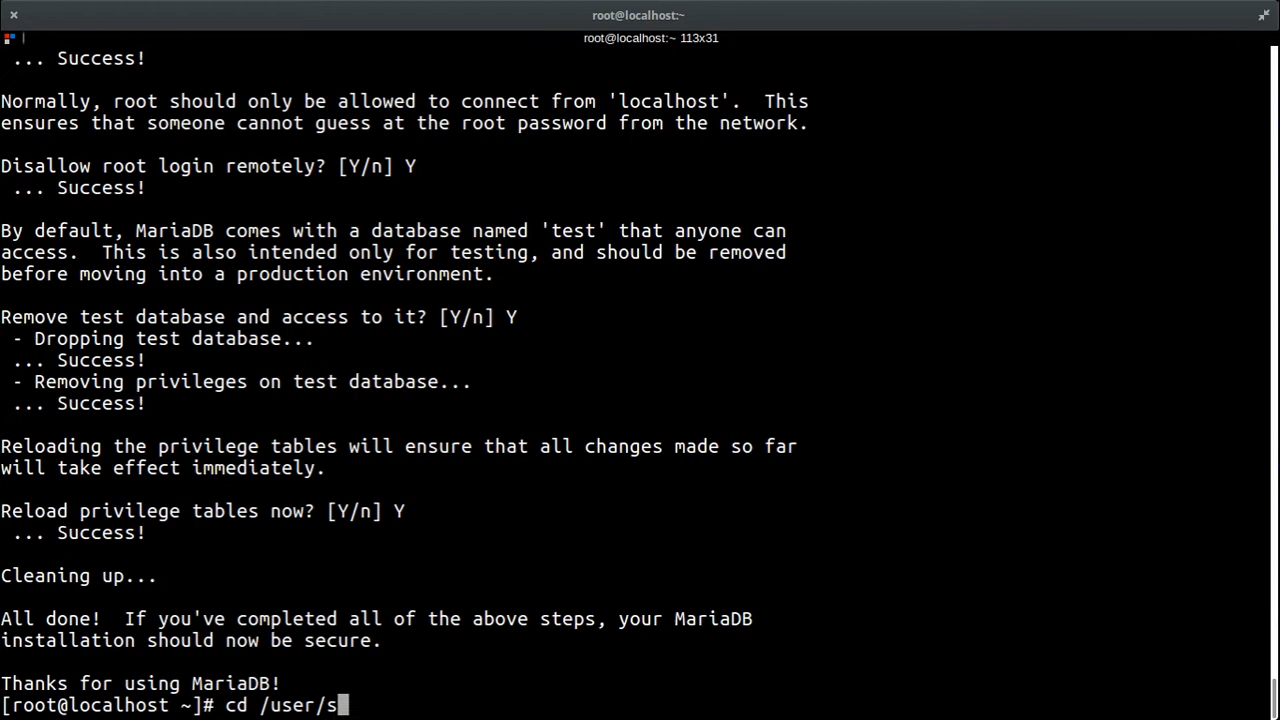 root@localhost:~
root@localhost:~ 113x31
... Success!
Normally, root should only be allowed to connect from 'localhost'.  This
ensures that someone cannot guess at the root password from the network.
Disallow root login remotely? [Y/n] Y
... Success!
By default, MariaDB comes with a database named 'test' that anyone can
access.  This is also intended only for testing, and should be removed
before moving into a production environment.
Remove test database and access to it? [Y/n] Y
- Dropping test database...
... Success!
- Removing privileges on test database...
... Success!
Reloading the privilege tables will ensure that all changes made so far
will take effect immediately.
Reload privilege tables now? [Y/n] Y
... Success!
Cleaning up...
All done!  If you've completed all of the above steps, your MariaDB
installation should now be secure.
Thanks for using MariaDB!
[root@localhost ~]# cd /user/s